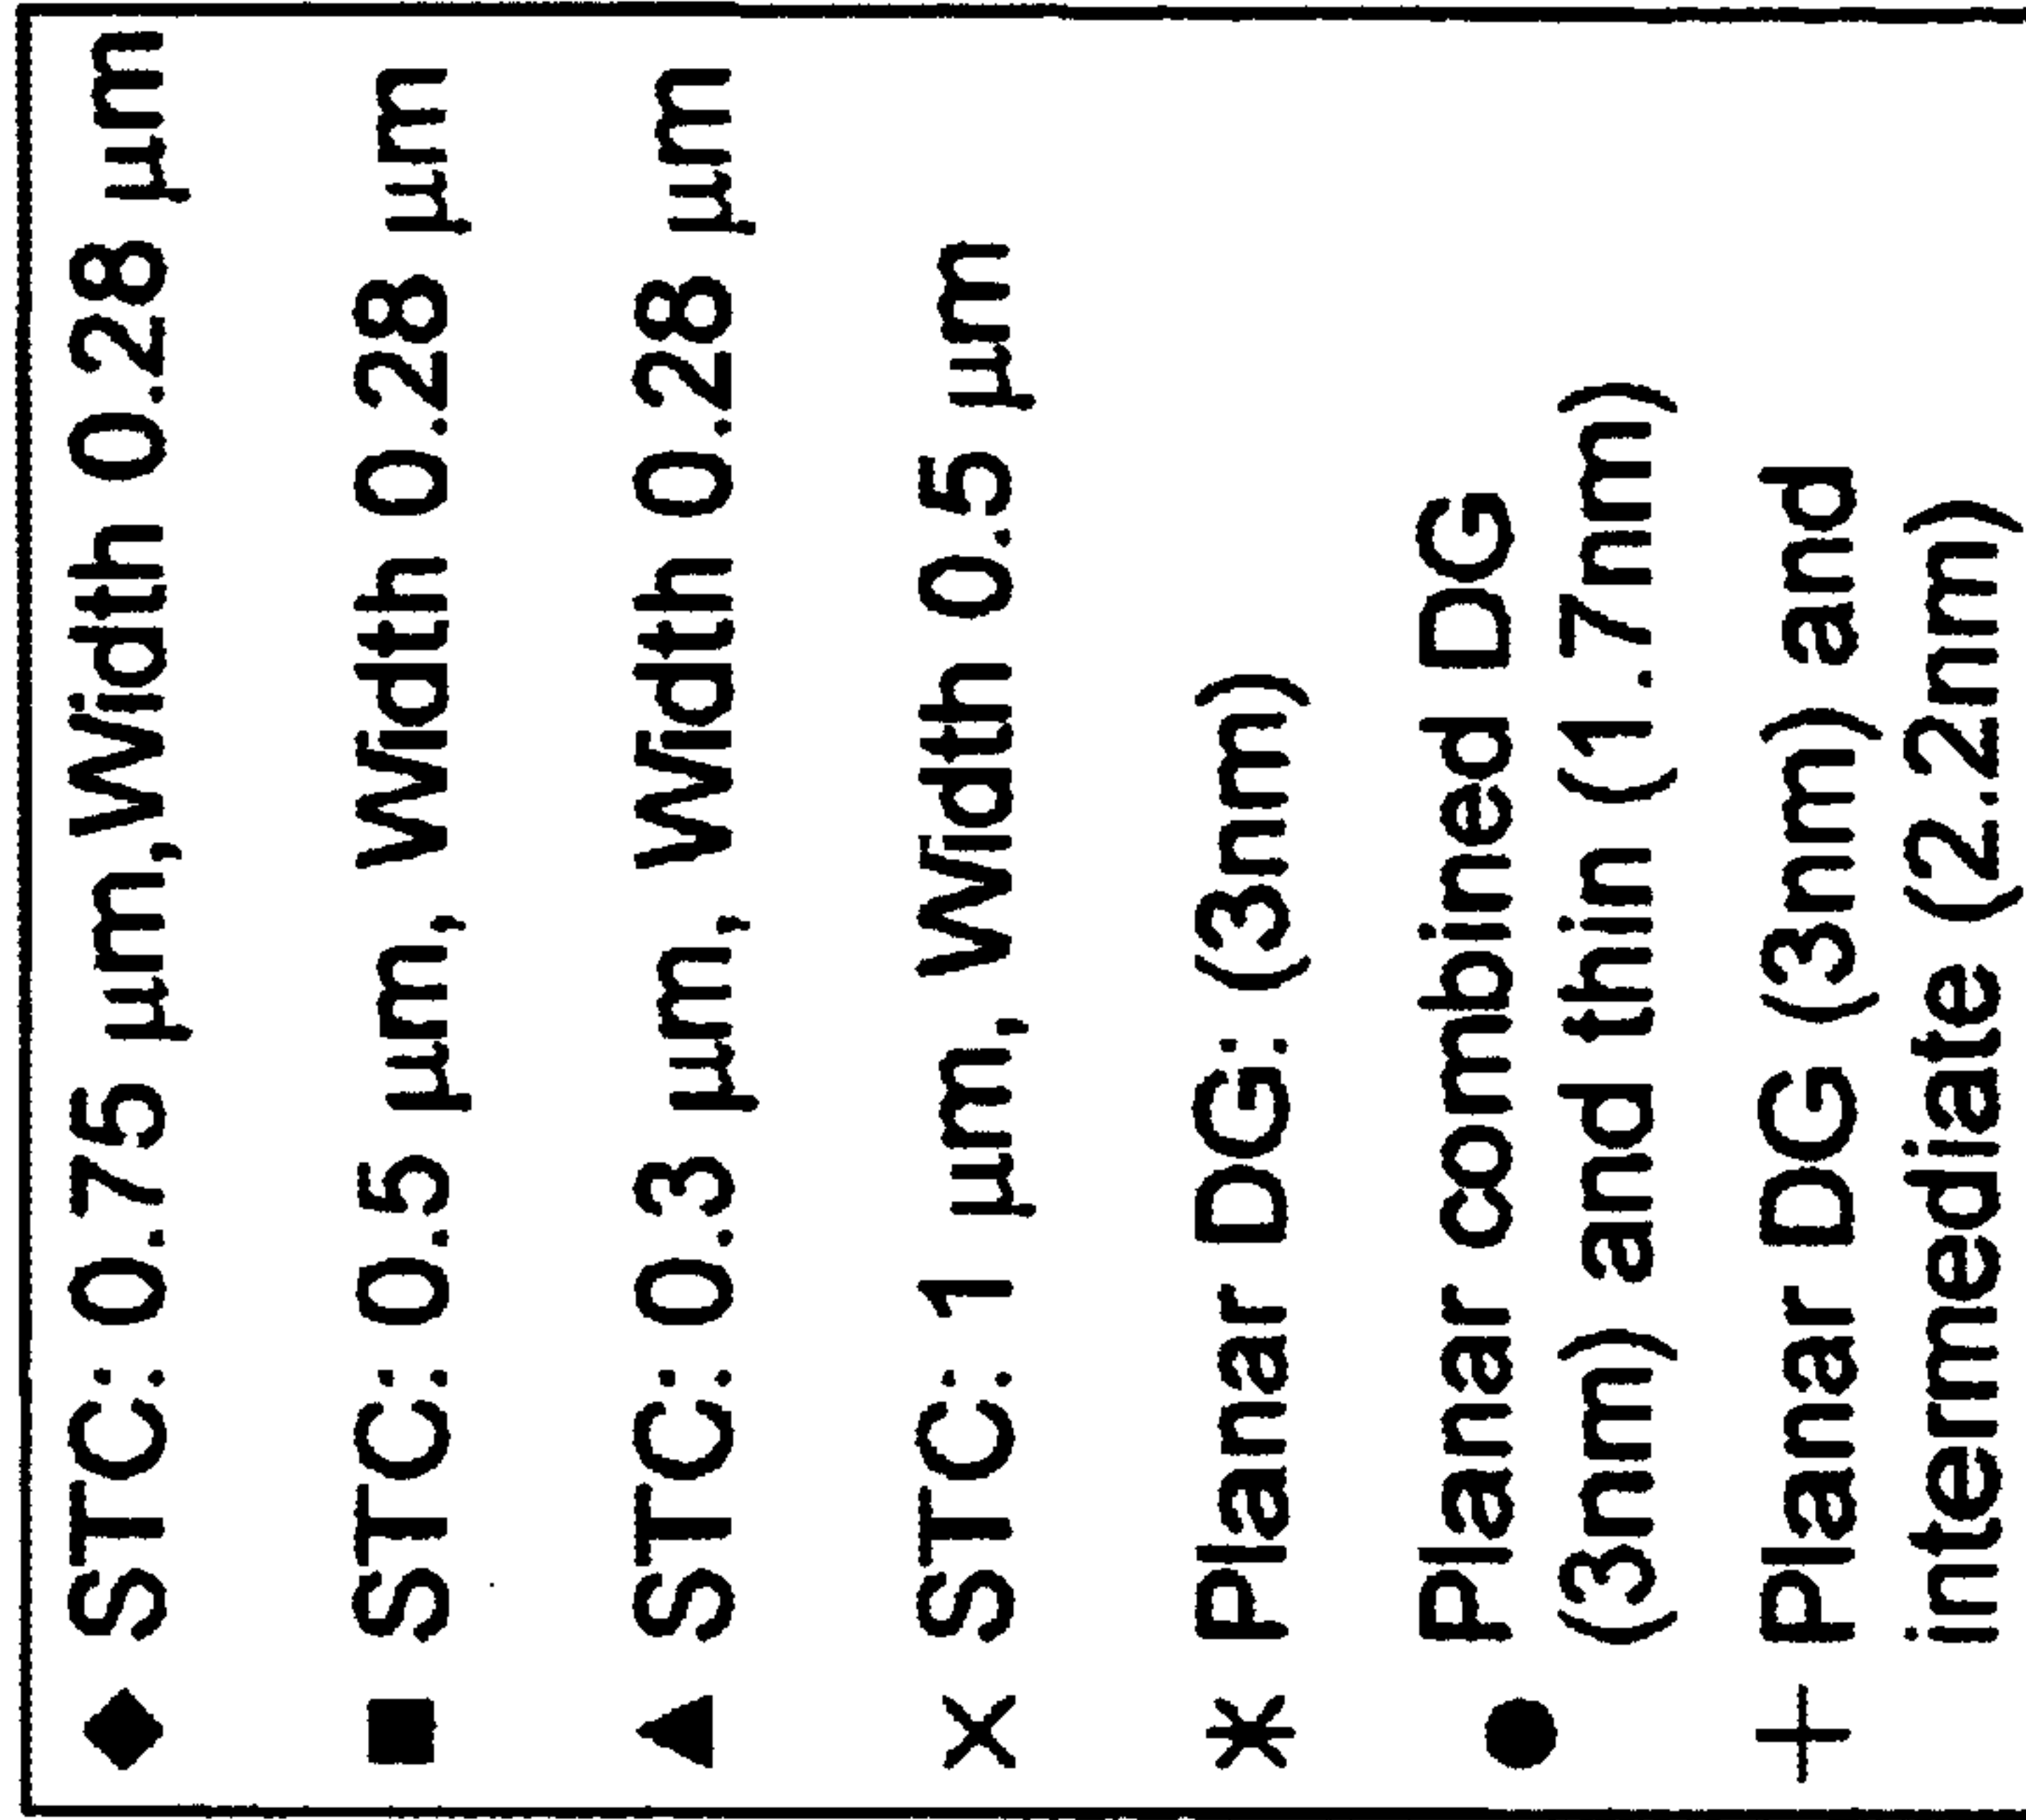 STC: 0.75 µm,Width 0.28 µm
STC: 0.5 µm, Width 0.28 µm
STC: 0.3 µm, Width 0.28 µm
STC: 1 µm, Width 0.5 µm
Planar DG: (3nm)
Planar combined DG
(3nm) and thin (1.7nm)
Planar DG (3nm) and
intermediate (2.2nm)